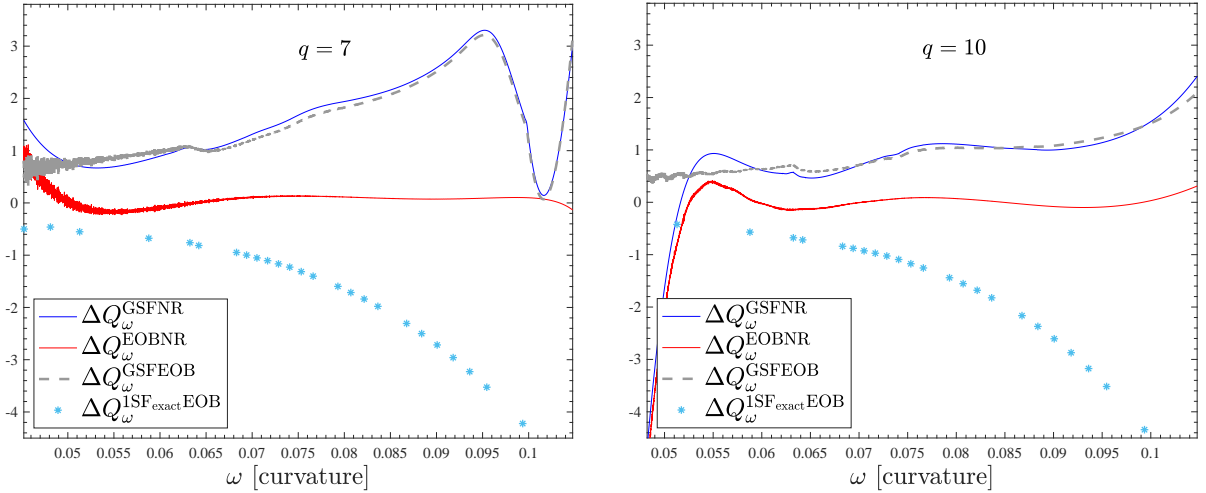 q = 7
3
2
1
0
-1
-2
-3
-4
ΔQ_ω^GSFNR
ΔQ_ω^EOBNR
ΔQ_ω^GSFEOB
ΔQ_ω^1SF_exactEOB
0.05 0.055 0.06 0.065 0.07 0.075 0.08 0.085 0.09 0.095 0.1
ω [curvature]
q = 10
3
2
1
0
-1
-2
-3
-4
ΔQ_ω^GSFNR
ΔQ_ω^EOBNR
ΔQ_ω^GSFEOB
ΔQ_ω^1SF_exactEOB
0.05 0.055 0.06 0.065 0.07 0.075 0.08 0.085 0.09 0.095 0.1
ω [curvature]